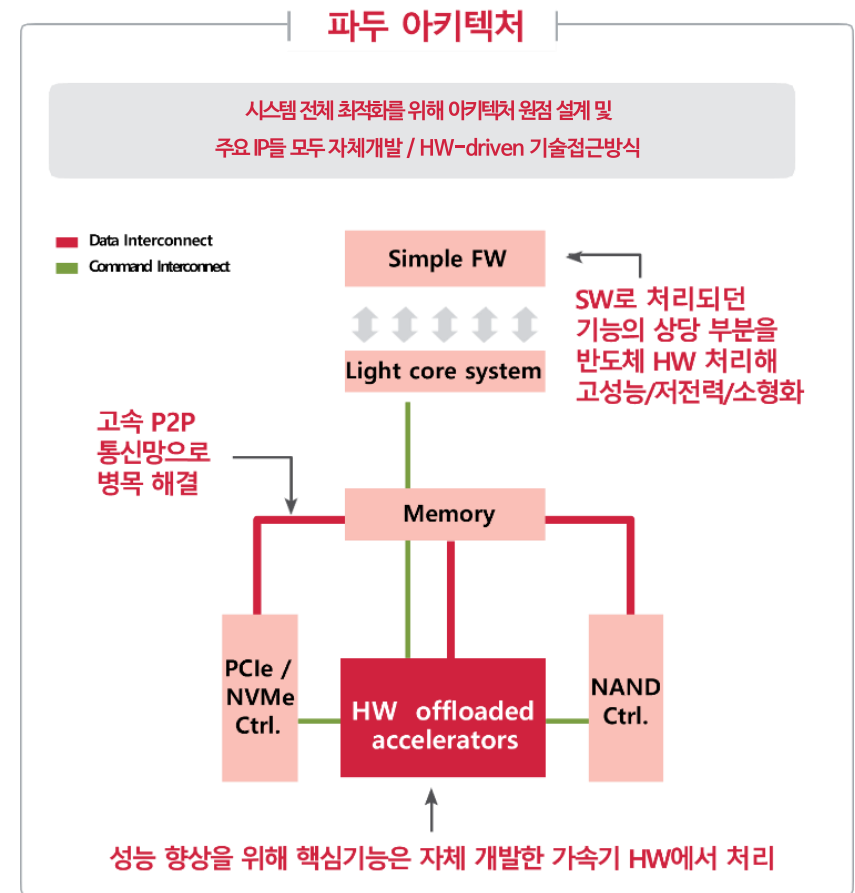 파두 아키텍처
시스템 전체 최적화를 위해 아키텍처 원점 설계 및
주요 IP들 모두 자체개발 / HW-driven 기술접근방식
Data Interconnect
Command Interconnect
Simple FW
SW로 처리되던
기능의 상당 부분을
반도체 HW 처리해
고성능/저전력/소형화
Light core system
고속 P2P
통신망으로
병목 해결
Memory
PCIe /
NVMe
Ctrl.
HW offloaded
accelerators
NAND
Ctrl.
성능 향상을 위해 핵심기능은 자체 개발한 가속기 HW에서 처리